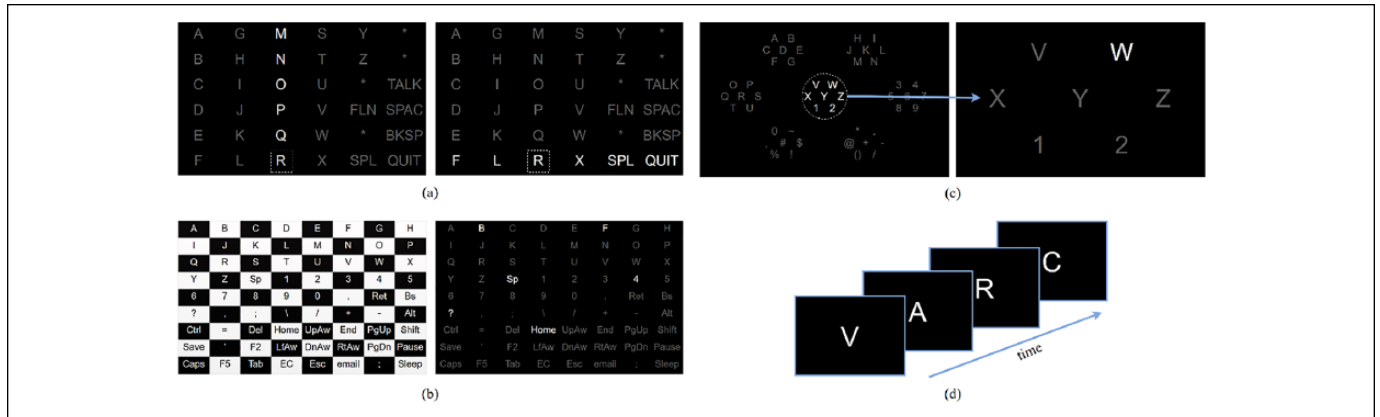 A G M S Y *
B H N T Z *
C I O U * TALK
D J P V FLN SPAC
E K Q W * BKSP
F L R X SPL QUIT
A G M S Y *
B H N T Z *
C I O U * TALK
D J P V FLN SPAC
E K Q W * BKSP
F L R X SPL QUIT
(a)
A B
C D E
F G
H I
J K L
M N
O P
Q R S
T U
V W
X Y Z
1 2
3 4
5 6 7
8 9
0 ~
, # $
% !
* -
@ + -
() /
V W
X Y Z
1 2
(c)
A B C D E F G H
I J K L M N O P
Q R S T U V W X
Y Z Sp 1 2 3 4 5
6 7 8 9 0 . Ret Bs
? , ; \ / + - Alt
Ctrl = Del Home UpAw End PgUp Shift
Save ' F2 LfAw DnAw RtAw PgDn Pause
Caps F5 Tab EC Esc email ; Sleep
A B C D E F G H
I J K L M N O P
Q R S T U V W X
Y Z Sp 1 2 3 4 5
6 7 8 9 0 . Ret Bs
? , ; \ / + - Alt
Ctrl = Del Home UpAw End PgUp Shift
Save ' F2 LfAw DnAw RtAw PgDn Pause
Caps F5 Tab EC Esc email ; Sleep
(b)
V
A
R
C
time
(d)